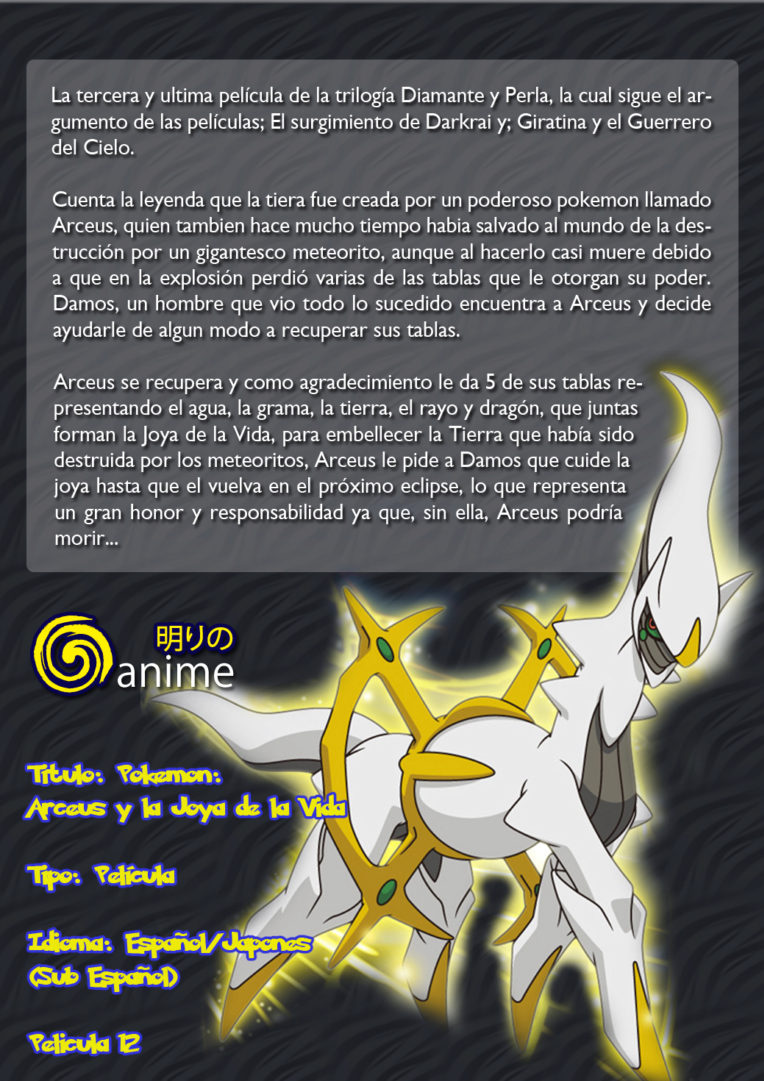 La tercera y ultima película de la trilogía Diamante y Perla, la cual sigue el ar-
gumento de las películas; El surgimiento de Darkrai y; Giratina y el Guerrero
del Cielo.
Cuenta la leyenda que la tiera fue creada por un poderoso pokemon llamado
Arceus, quien tambien hace mucho tiempo habia salvado al mundo de la des-
trucción por un gigantesco meteorito, aunque al hacerlo casi muere debido
a que en la explosión perdió varias de las tablas que le otorgan su poder.
Damos, un hombre que vio todo lo sucedido encuentra a Arceus y decide
ayudarle de algun modo a recuperar sus tablas.
Arceus se recupera y como agradecimiento le da 5 de sus tablas re-
presentando el agua, la grama, la tierra, el rayo y dragón, que juntas
forman la Joya de la Vida, para embellecer la Tierra que había sido
destruida por los meteoritos, Arceus le pide a Damos que cuide la
joya hasta que el vuelva en el próximo eclipse, lo que representa
un gran honor y responsabilidad ya que, sin ella, Arceus podría
morir...
明りの
anime
Titulo: Pokemon:
Arceus y la Joya de la Vida
Tipo: Película
Idioma: Español/Japones
(Sub Español)
Pelicula 12